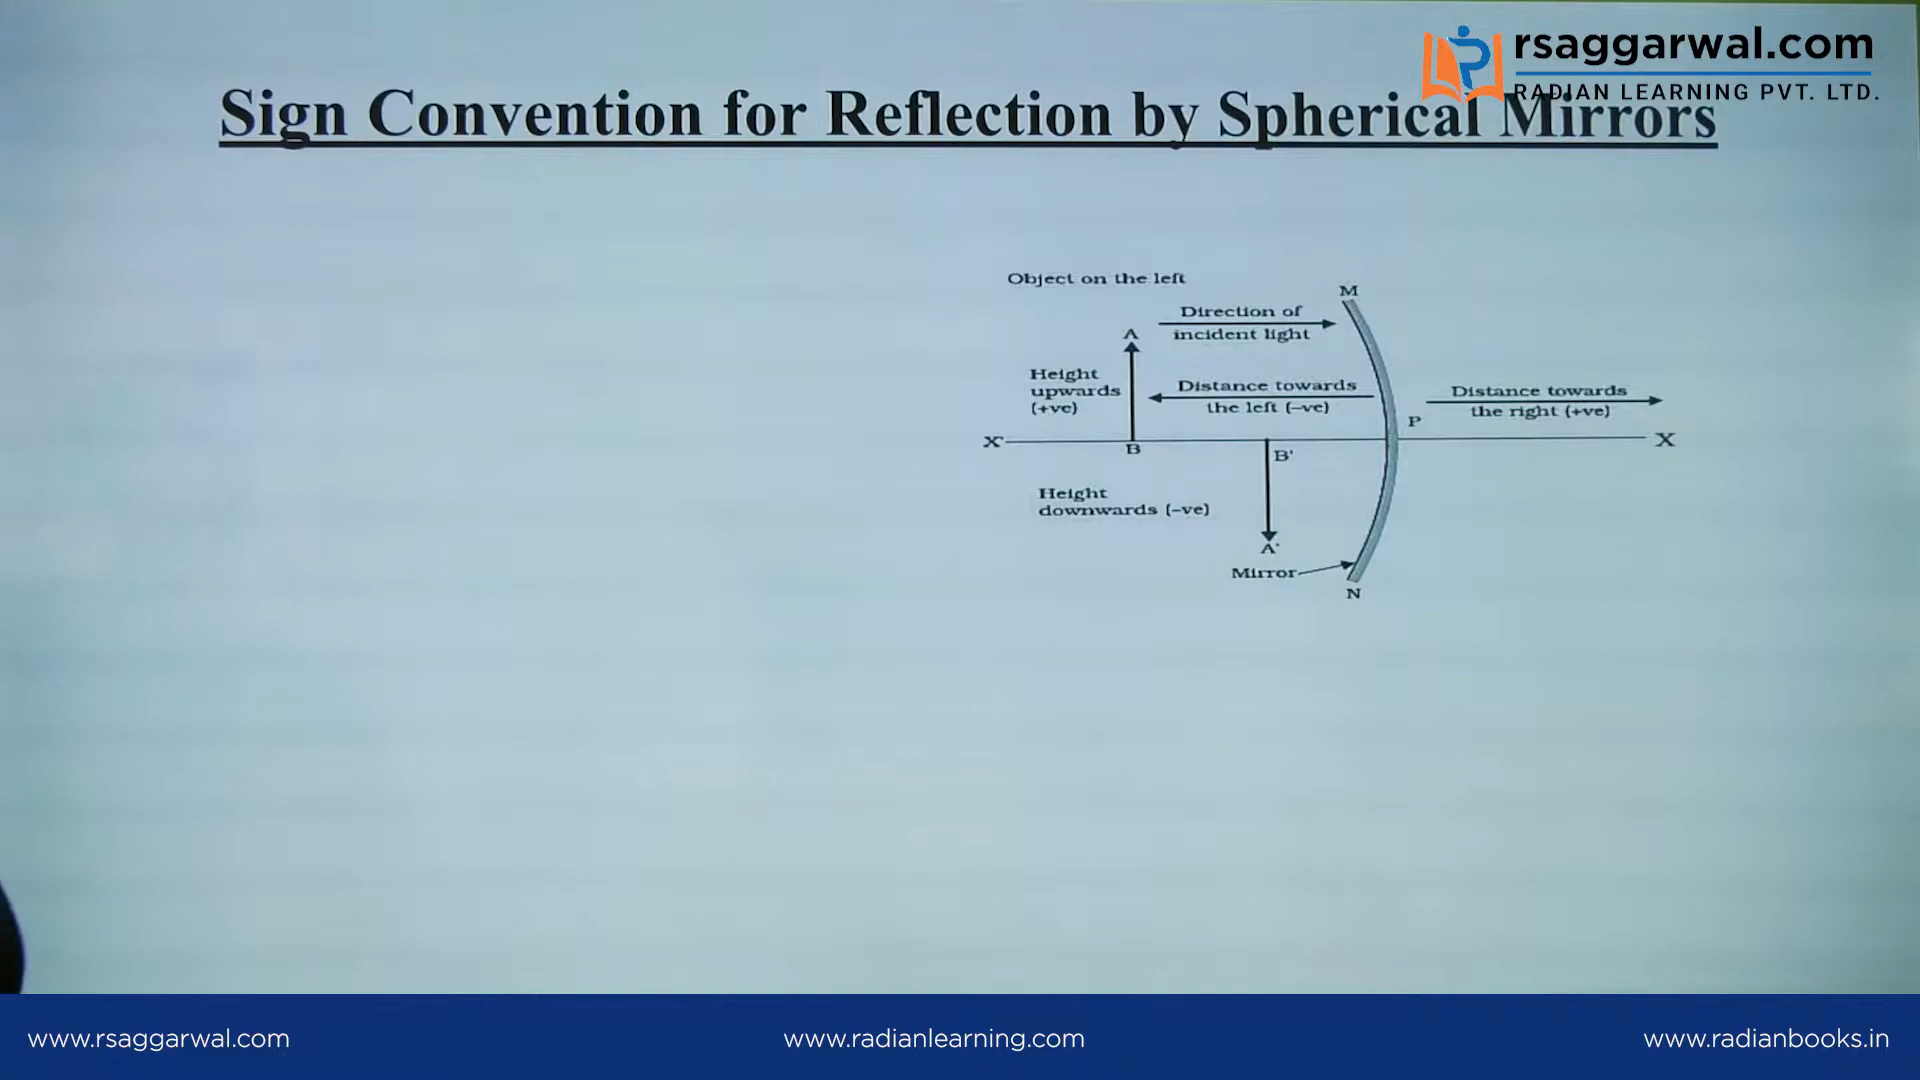 rsaggarwal.com
RADIAN LEARNING PVT. LTD.
Sign Convention for Reflection by Spherical Mirrors
Object on the left
M
Direction of
incident light
A
Height
upwards
(+ve)
Distance towards
the left (–ve)
Distance towards
the right (+ve)
P
X'
B
B'
X
Height
downwards (–ve)
A'
Mirror
N
www.rsaggarwal.com
www.radianlearning.com
www.radianbooks.in